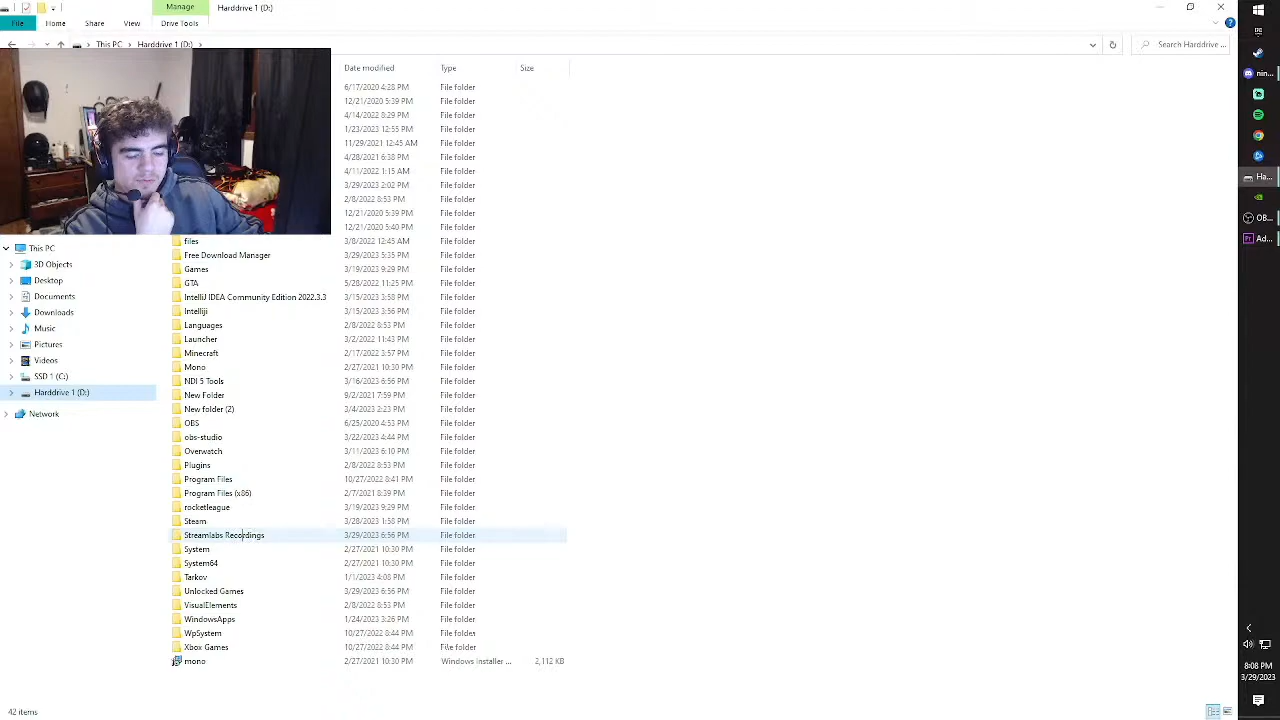 Manage
Harddrive 1 (D:)
File
Home
Share
View
Drive Tools
This PC
Harddrive 1 (D:)
Search Harddrive ...
Date modified
Type
Size
6/17/2020 4:28 PM File folder
12/21/2020 5:39 PM File folder
4/14/2022 8:29 PM File folder
1/23/2023 12:55 PM File folder
11/29/2021 12:45 AM File folder
4/28/2021 6:38 PM File folder
4/11/2022 1:15 AM File folder
3/29/2023 2:02 PM File folder
2/8/2022 8:53 PM File folder
12/21/2020 5:39 PM File folder
12/21/2020 5:40 PM File folder
files 3/8/2022 12:45 AM File folder
Free Download Manager 3/29/2023 5:35 PM File folder
Games 3/19/2023 9:29 PM File folder
GTA 5/28/2022 11:25 PM File folder
IntelliJ IDEA Community Edition 2022.3.3 3/15/2023 3:58 PM File folder
Intelliji 3/15/2023 3:56 PM File folder
Languages 2/8/2022 8:53 PM File folder
Launcher 3/2/2022 11:43 PM File folder
Minecraft 2/17/2022 3:57 PM File folder
Mono 2/27/2021 10:30 PM File folder
NDI 5 Tools 3/16/2023 6:56 PM File folder
New Folder 9/2/2021 7:59 PM File folder
New folder (2) 3/4/2023 2:23 PM File folder
OBS 6/25/2020 4:53 PM File folder
obs-studio 3/22/2023 4:44 PM File folder
Overwatch 3/11/2023 6:10 PM File folder
Plugins 2/8/2022 8:53 PM File folder
Program Files 10/27/2022 8:41 PM File folder
Program Files (x86) 2/7/2021 8:39 PM File folder
rocketleague 3/19/2023 9:29 PM File folder
Steam 3/28/2023 1:58 PM File folder
Streamlabs Recordings 3/29/2023 6:56 PM File folder
System 2/27/2021 10:30 PM File folder
System64 2/27/2021 10:30 PM File folder
Tarkov 1/1/2023 4:08 PM File folder
Unlocked Games 3/29/2023 6:56 PM File folder
VisualElements 2/8/2022 8:53 PM File folder
WindowsApps 1/24/2023 3:26 PM File folder
WpSystem 10/27/2022 8:44 PM File folder
Xbox Games 10/27/2022 8:44 PM File folder
mono 2/27/2021 10:30 PM Windows Installer ... 2,112 KB
This PC
3D Objects
Desktop
Documents
Downloads
Music
Pictures
Videos
SSD 1 (C:)
Harddrive 1 (D:)
Network
42 items
Ha...
OB...
Ad...
8:08 PM
3/29/2023